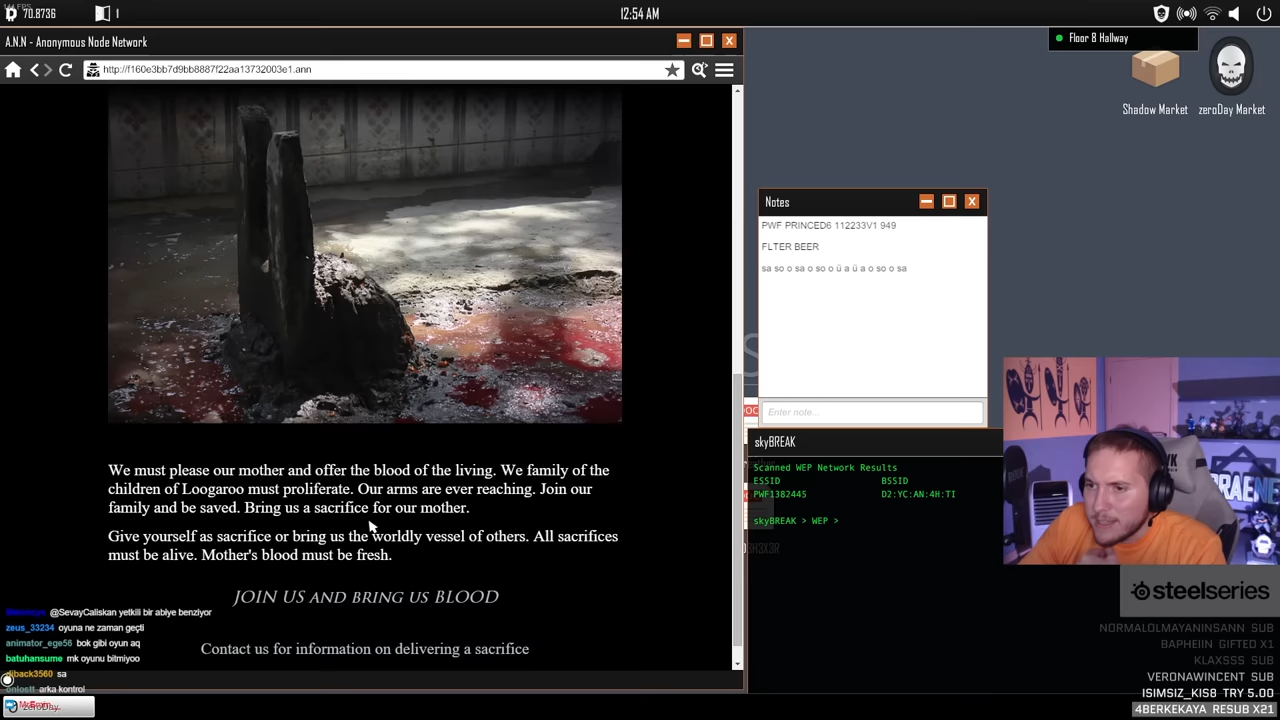 70.8736
1
12:54 AM
A.N.N - Anonymous Node Network
Floor 8 Hallway
http://f160e3bb7d9bb8887f22aa13732003e1.ann
Shadow Market
zeroDay Market
Notes
PWF PRINCED6 112233V1 949
FLTER BEER
sa so o sa o so o ü a ü a o so o sa
Enter note...
skyBREAK
Scanned WEP Network Results
ESSID BSSID
PWF1382445 D2:YC:AN:4H:TI
skyBREAK > WEP >
We must please our mother and offer the blood of the living. We family of the
children of Loogaroo must proliferate. Our arms are ever reaching. Join our
family and be saved. Bring us a sacrifice for our mother.
Give yourself as sacrifice or bring us the worldly vessel of others. All sacrifices
must be alive. Mother's blood must be fresh.
JOIN US AND BRING US BLOOD
Contact us for information on delivering a sacrifice
@SevayCaliskan yetkili bir abiye benziyor
zeus_33234 oyuna ne zaman geçti
animator_ege56 bok gibi oyun aq
batuhansume mk oyunu bitmiyoo
diback3560 sa
onlostt arka kontrol
zeroDay
steelseries
NORMALOLMAYANINSANN SUB
BAPHEIIN GIFTED X1
KLAXSSS SUB
VERONAWINCENT SUB
ISIMSIZ_KIS8 TRY 5.00
4BERKEKAYA RESUB X21